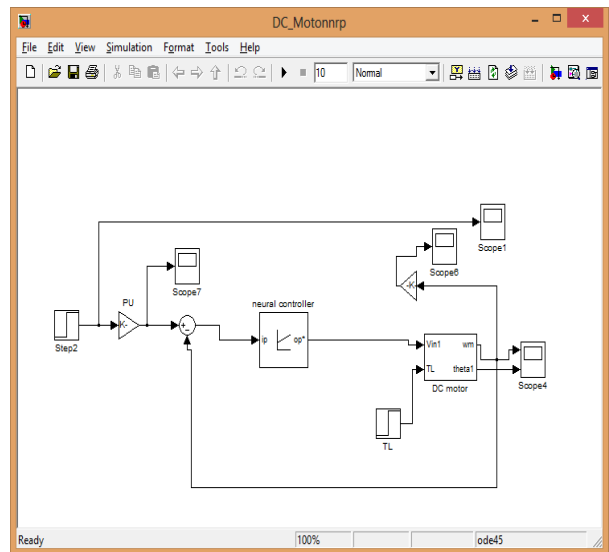 DC_Motonnrp
File Edit View Simulation Format Tools Help
10 Normal
Scope1
Scope6
-K-
Scope7
PU
K-
neural controller
Step2
+
-
ip op*
Vin1 wm
TL theta1
DC motor
Scope4
TL
Ready 100% ode45